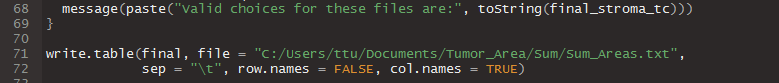 68 message(paste("Valid choices for these files are:", toString(final_stroma_tc)))
69 }
70
71 write.table(final, file = "C:/Users/ttu/Documents/Tumor_Area/Sum/Sum_Areas.txt",
72 sep = "\t", row.names = FALSE, col.names = TRUE)